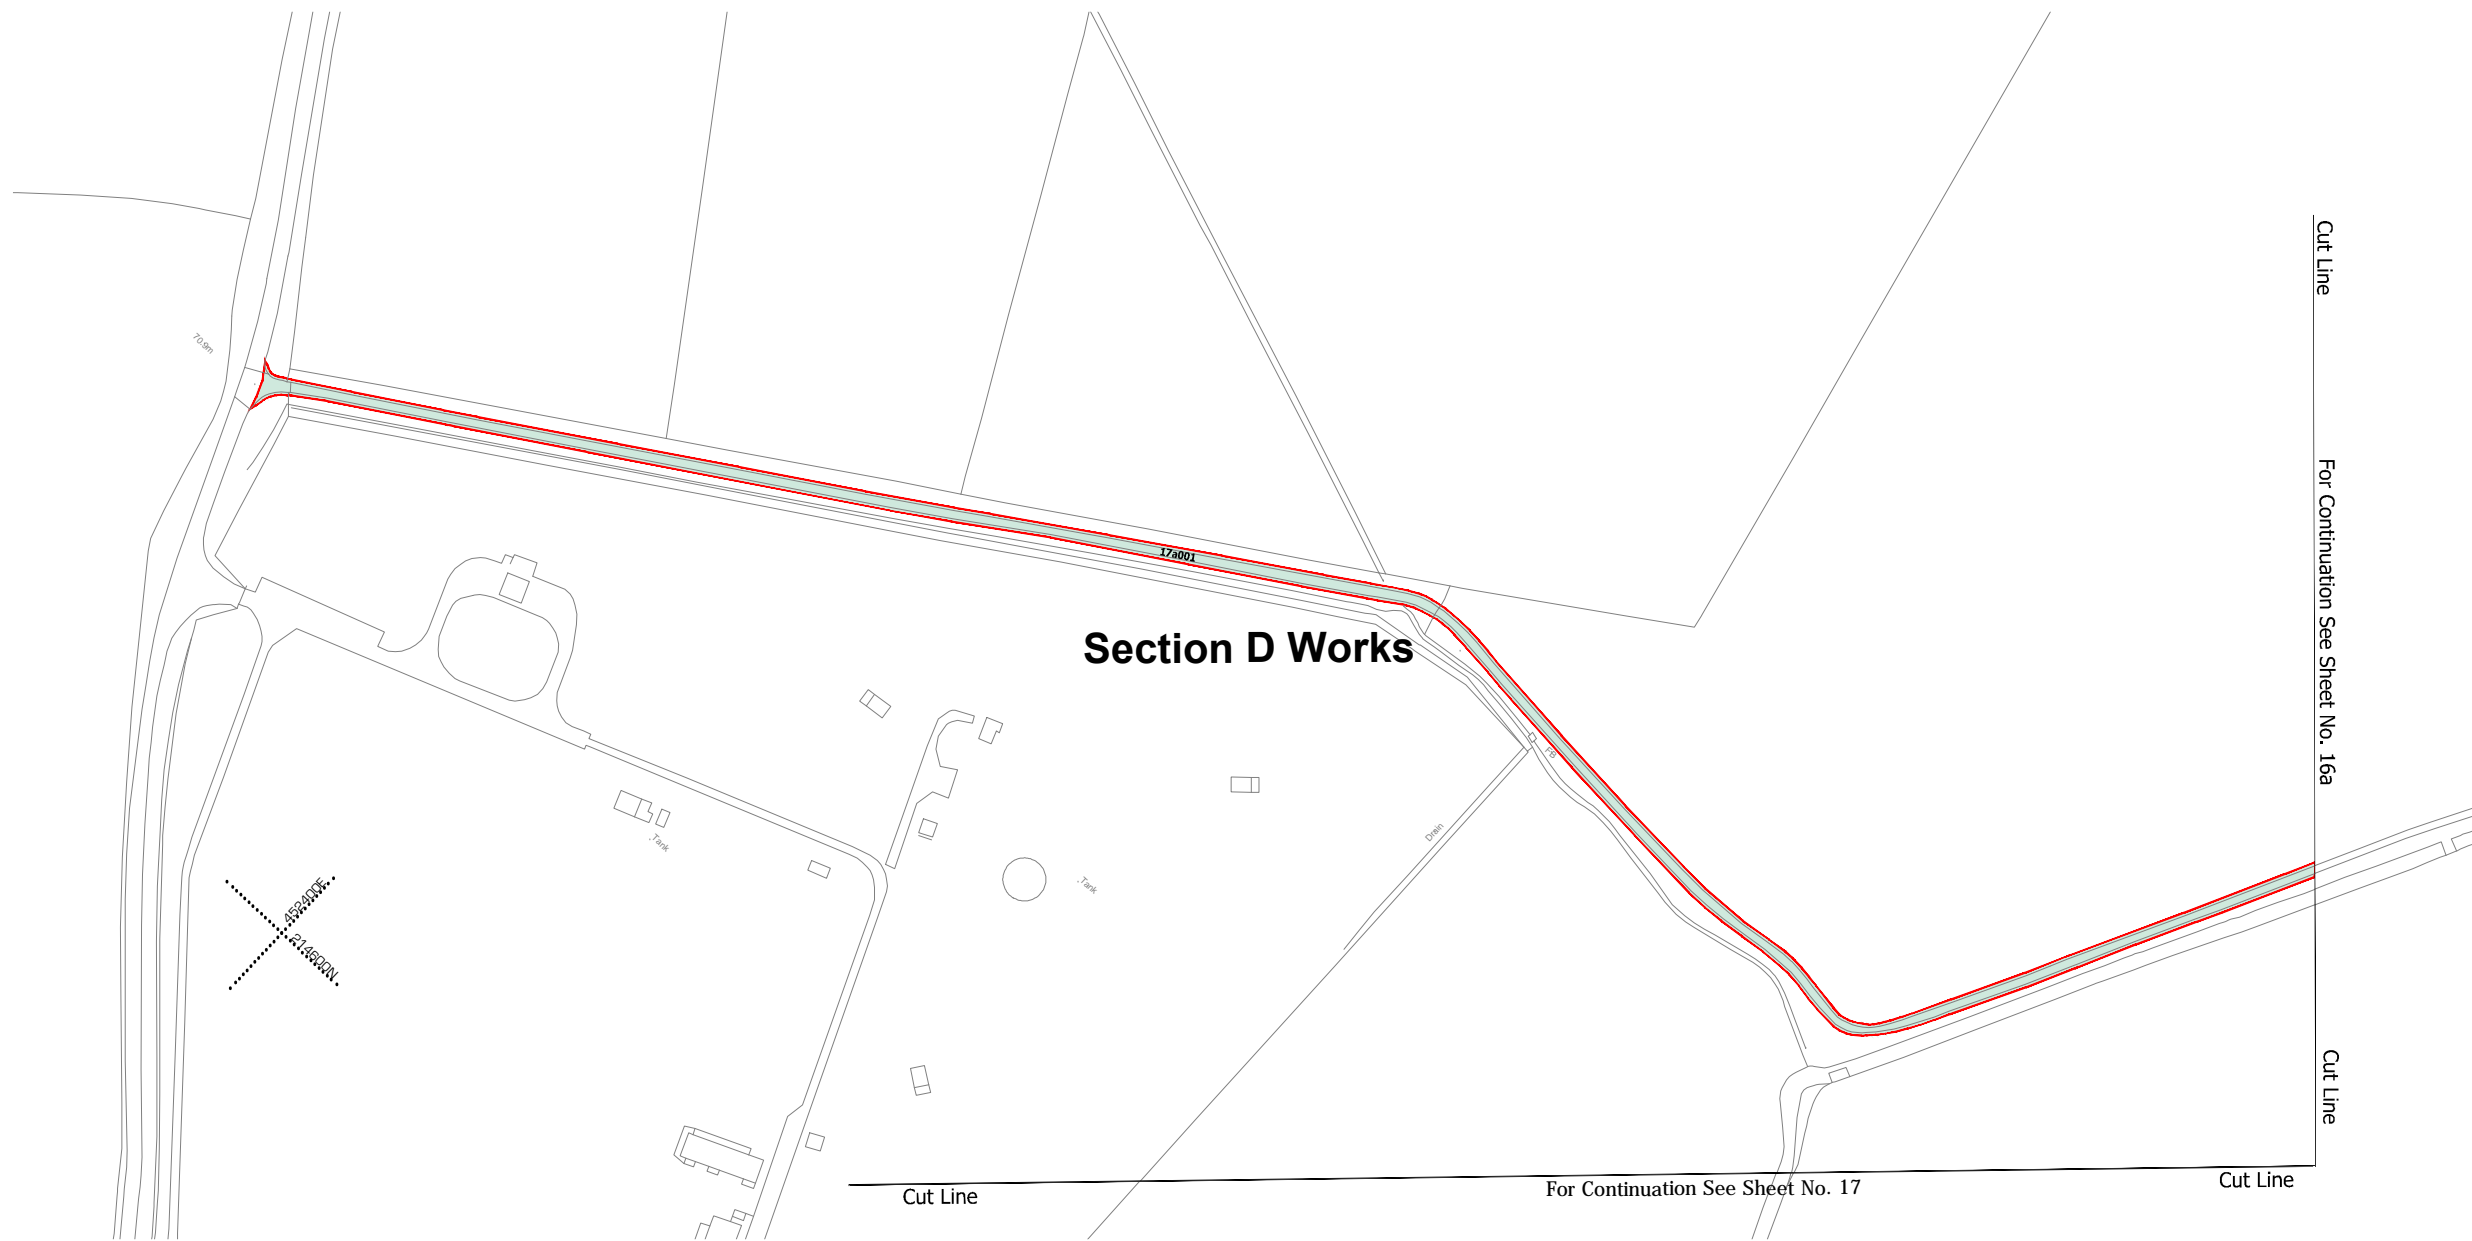 Cut Line
70.9m
For Continuation See Sheet No. 16a
17a001
Section D Works
FB
Drain
Tank
Tank
452400E
214600N
Cut Line
Cut Line
For Continuation See Sheet No. 17
Cut Line